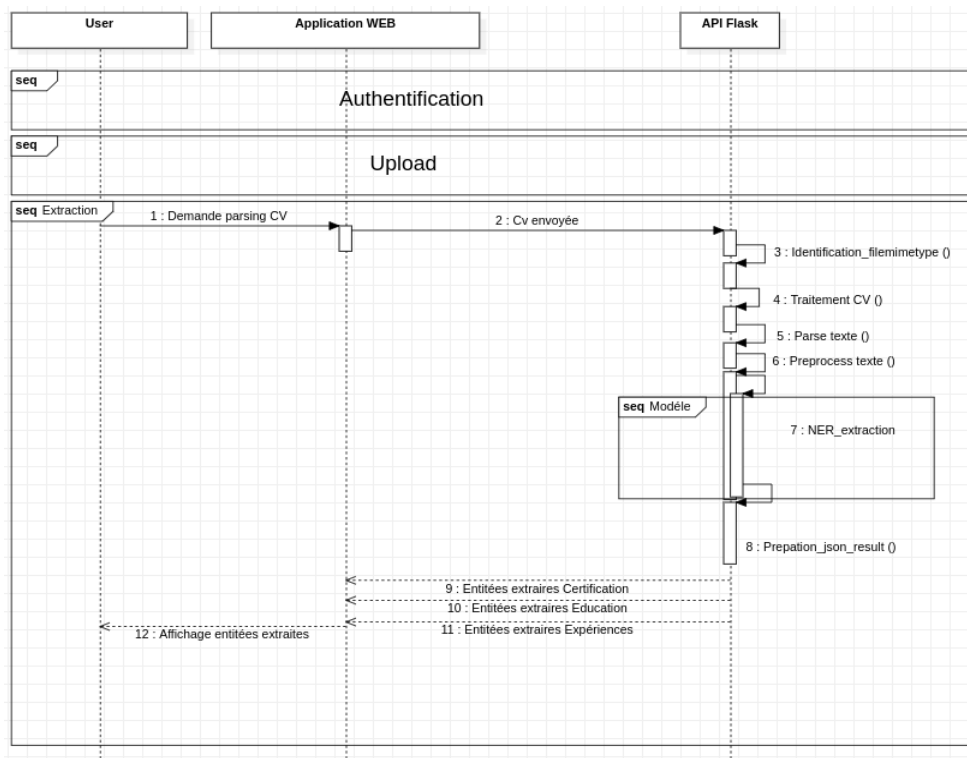 User
Application WEB
API Flask
seq
Authentification
seq
Upload
seq Extraction
1 : Demande parsing CV
2 : Cv envoyée
3 : Identification_filemimetype ()
4 : Traitement CV ()
5 : Parse texte ()
6 : Preprocess texte ()
seq Modéle
7 : NER_extraction
8 : Prepation_json_result ()
9 : Entitées extraires Certification
10 : Entitées extraires Education
11 : Entitées extraires Expériences
12 : Affichage entitées extraites